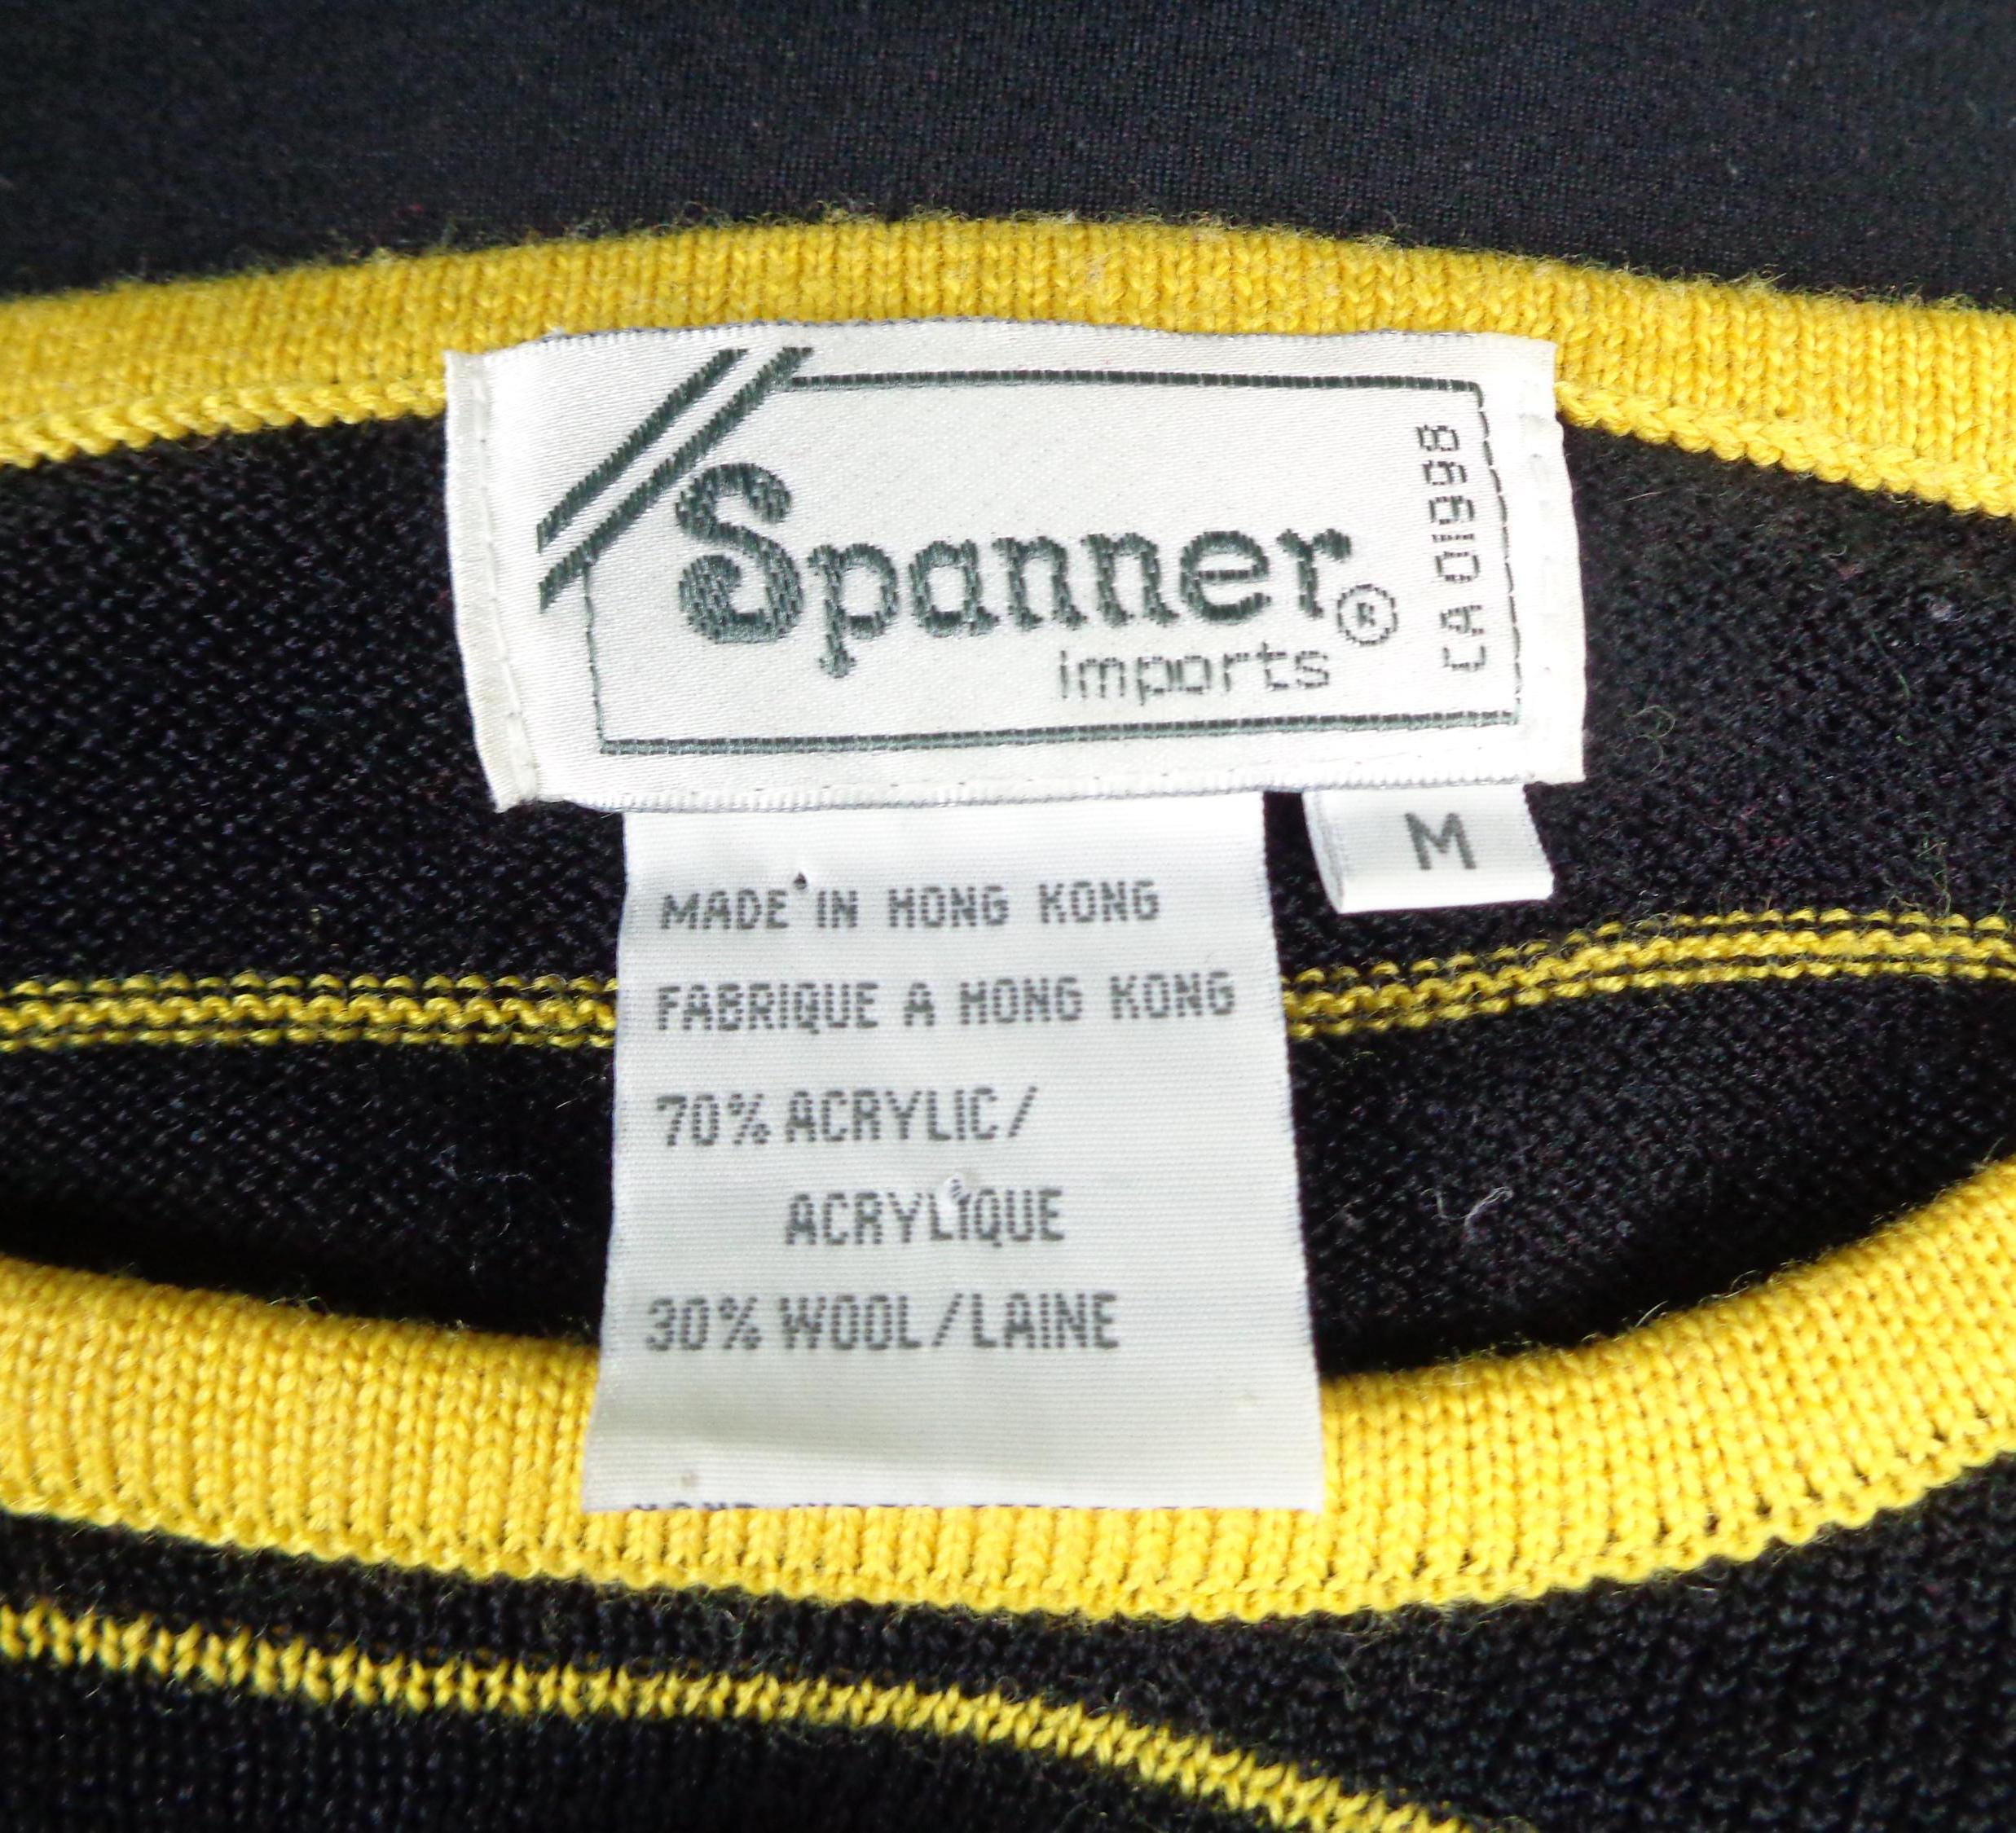 Spanner®
imports
CA 01998
M
MADE IN HONG KONG
FABRIQUE A HONG KONG
70% ACRYLIC/
ACRYLIQUE
30% WOOL/LAINE